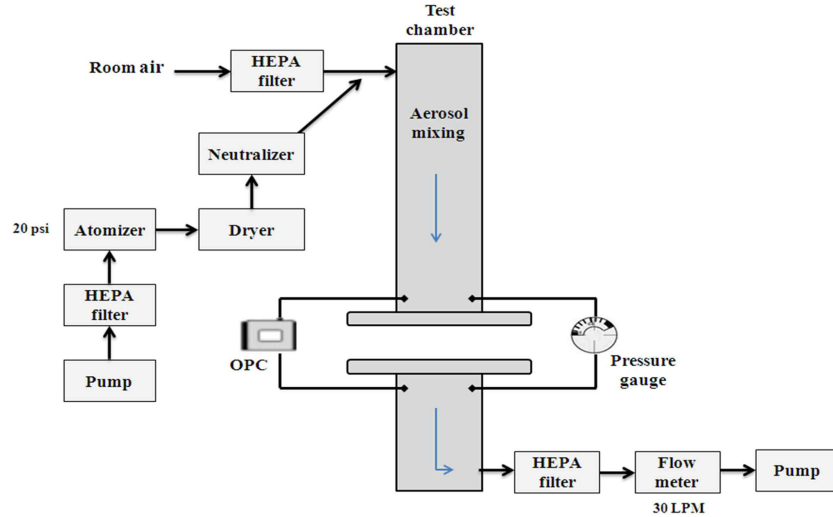 Test
chamber
Room air
HEPA
filter
Aerosol
mixing
Neutralizer
20 psi
Atomizer
Dryer
HEPA
filter
Pump
OPC
Pressure
gauge
HEPA
filter
Flow
meter
Pump
30 LPM